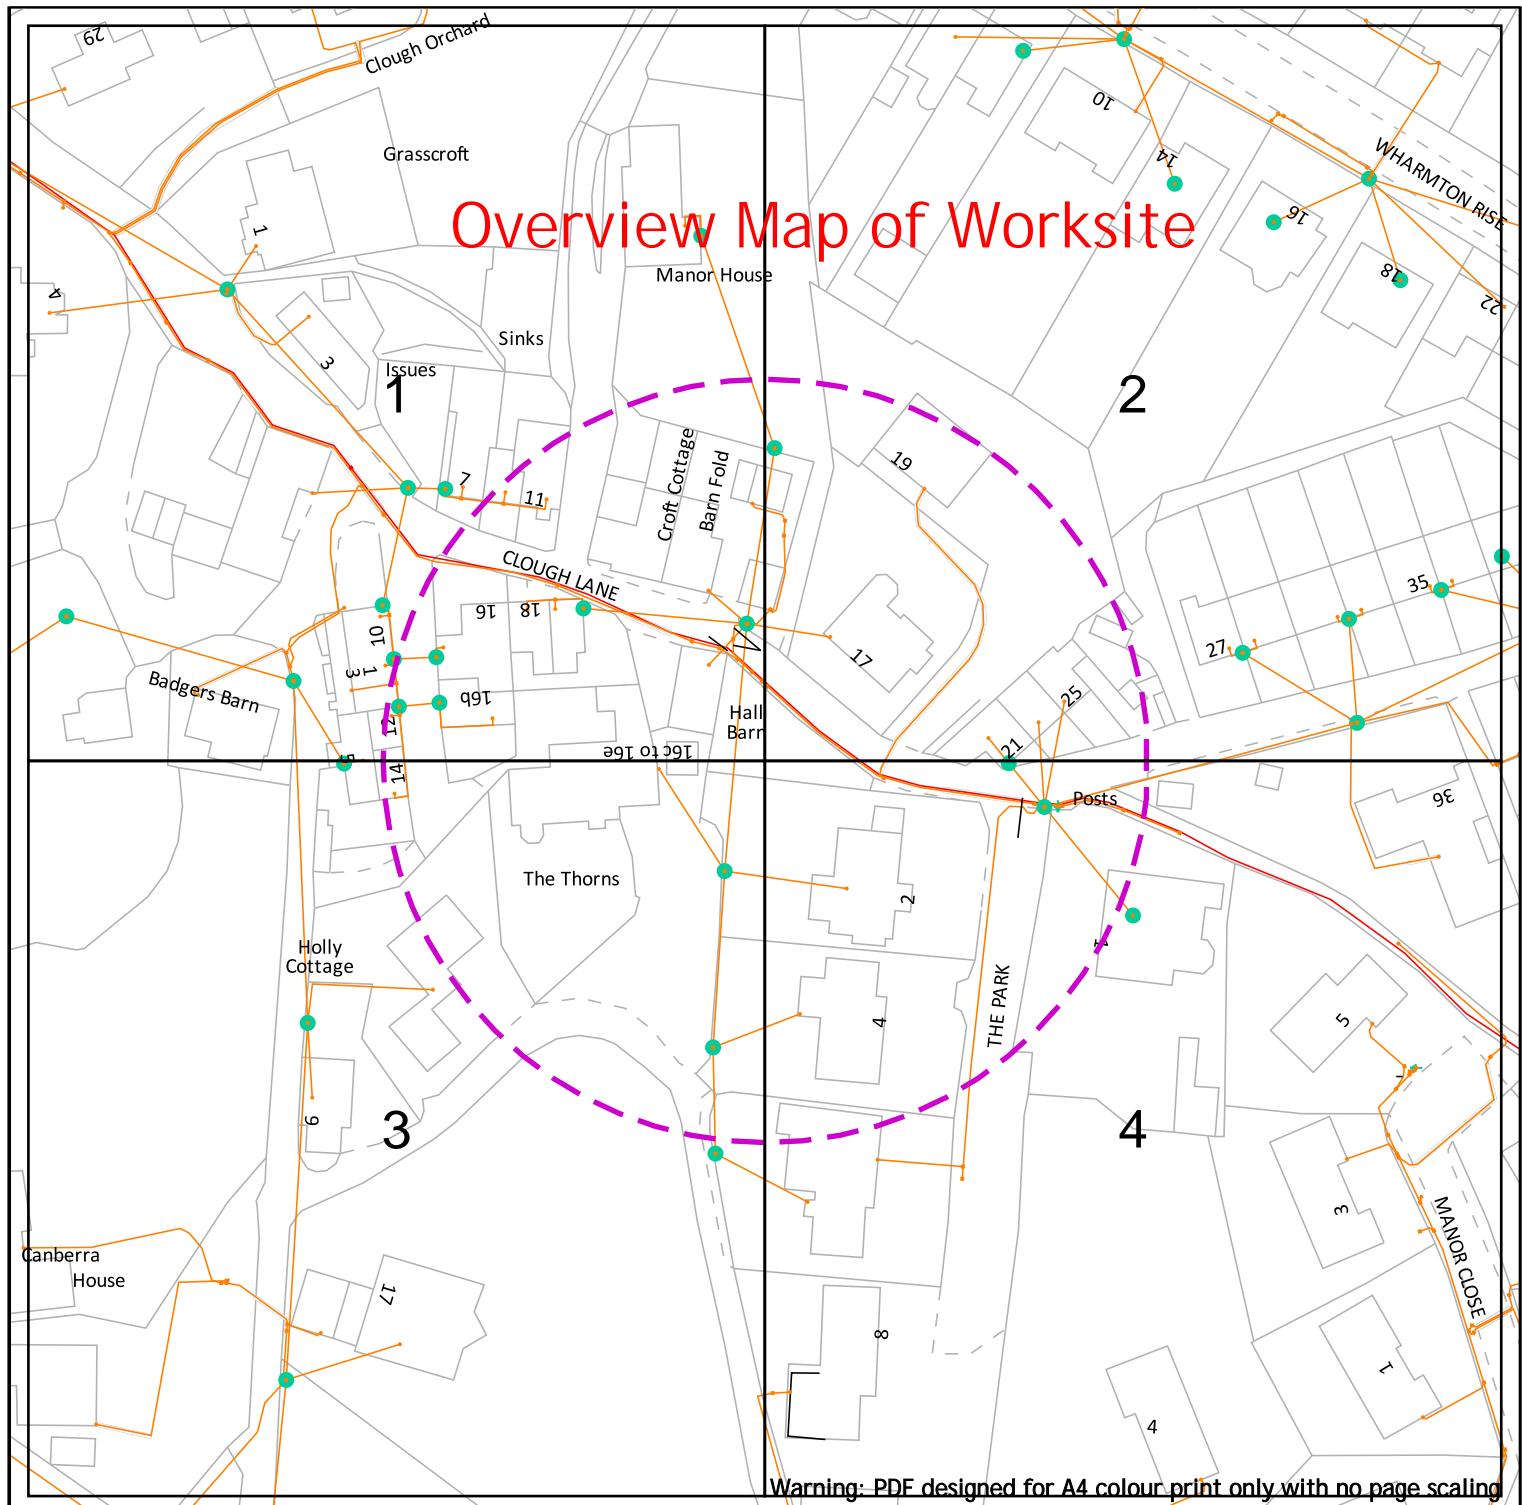 29
Clough Orchard
10
WHARMTON RISE
Grasscroft
14
1
16
Overview Map of Worksite
Manor House
18
22
4
Sinks
3
Issues
1
2
19
7
11
Croft Cottage
Barn Fold
CLOUGH LANE
35
16
18
10
27
17
1
3
Badgers Barn
16b
25
12
Hall
Barn
16c to 16e
21
5
14
Posts
36
The Thorns
2
1
Holly
Cottage
4
THE PARK
5
9
3
4
3
MANOR CLOSE
Canberra
House
17
8
1
4
Warning: PDF designed for A4 colour print only with no page scaling